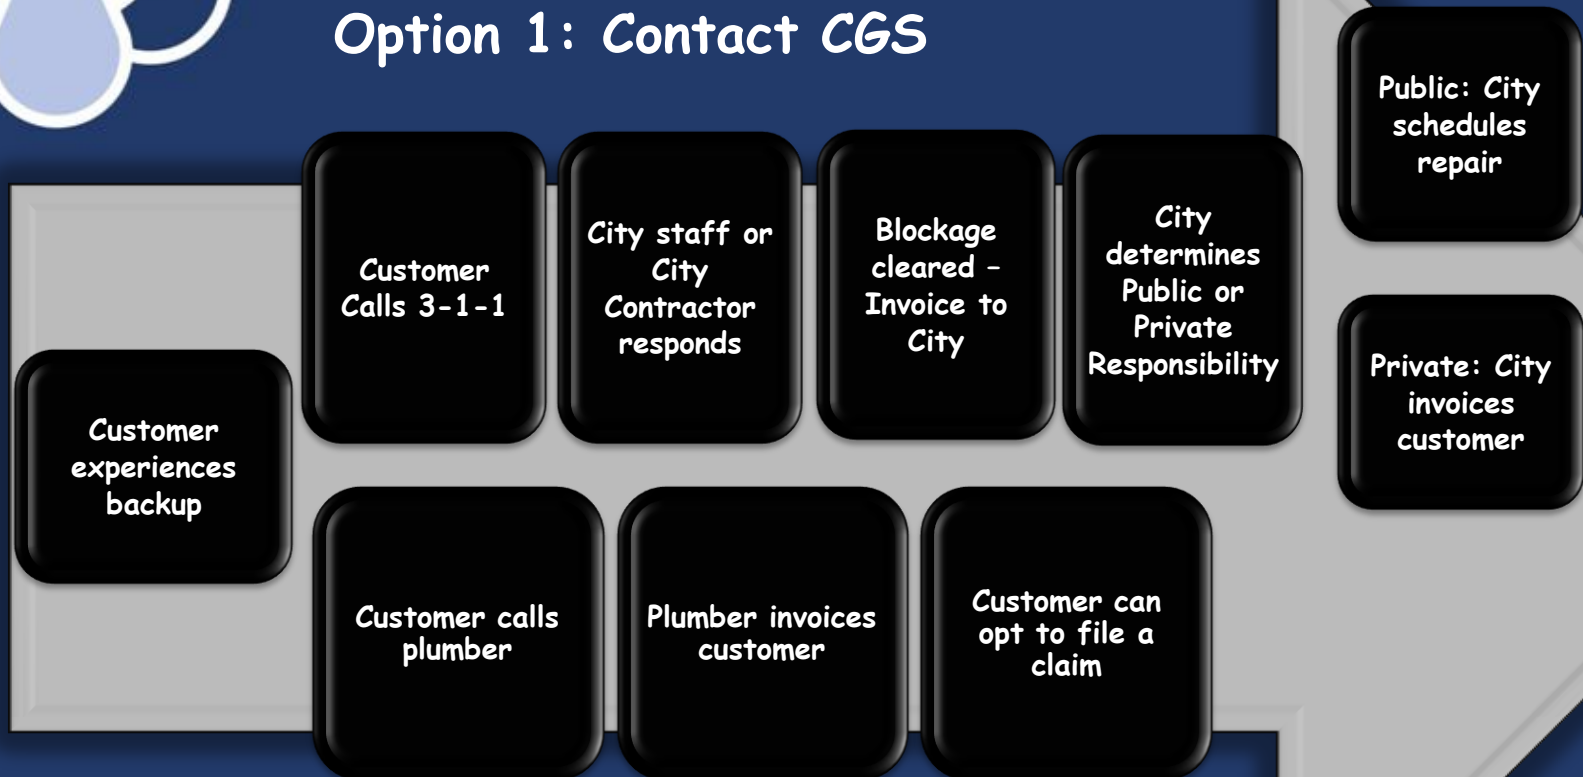 Option 1: Contact CGS
Customer
experiences
backup
Customer
Calls 3-1-1
City staff or
City
Contractor
responds
Blockage
cleared –
Invoice to
City
City
determines
Public or
Private
Responsibility
Public: City
schedules
repair
Private: City
invoices
customer
Customer calls
plumber
Plumber invoices
customer
Customer can
opt to file a
claim